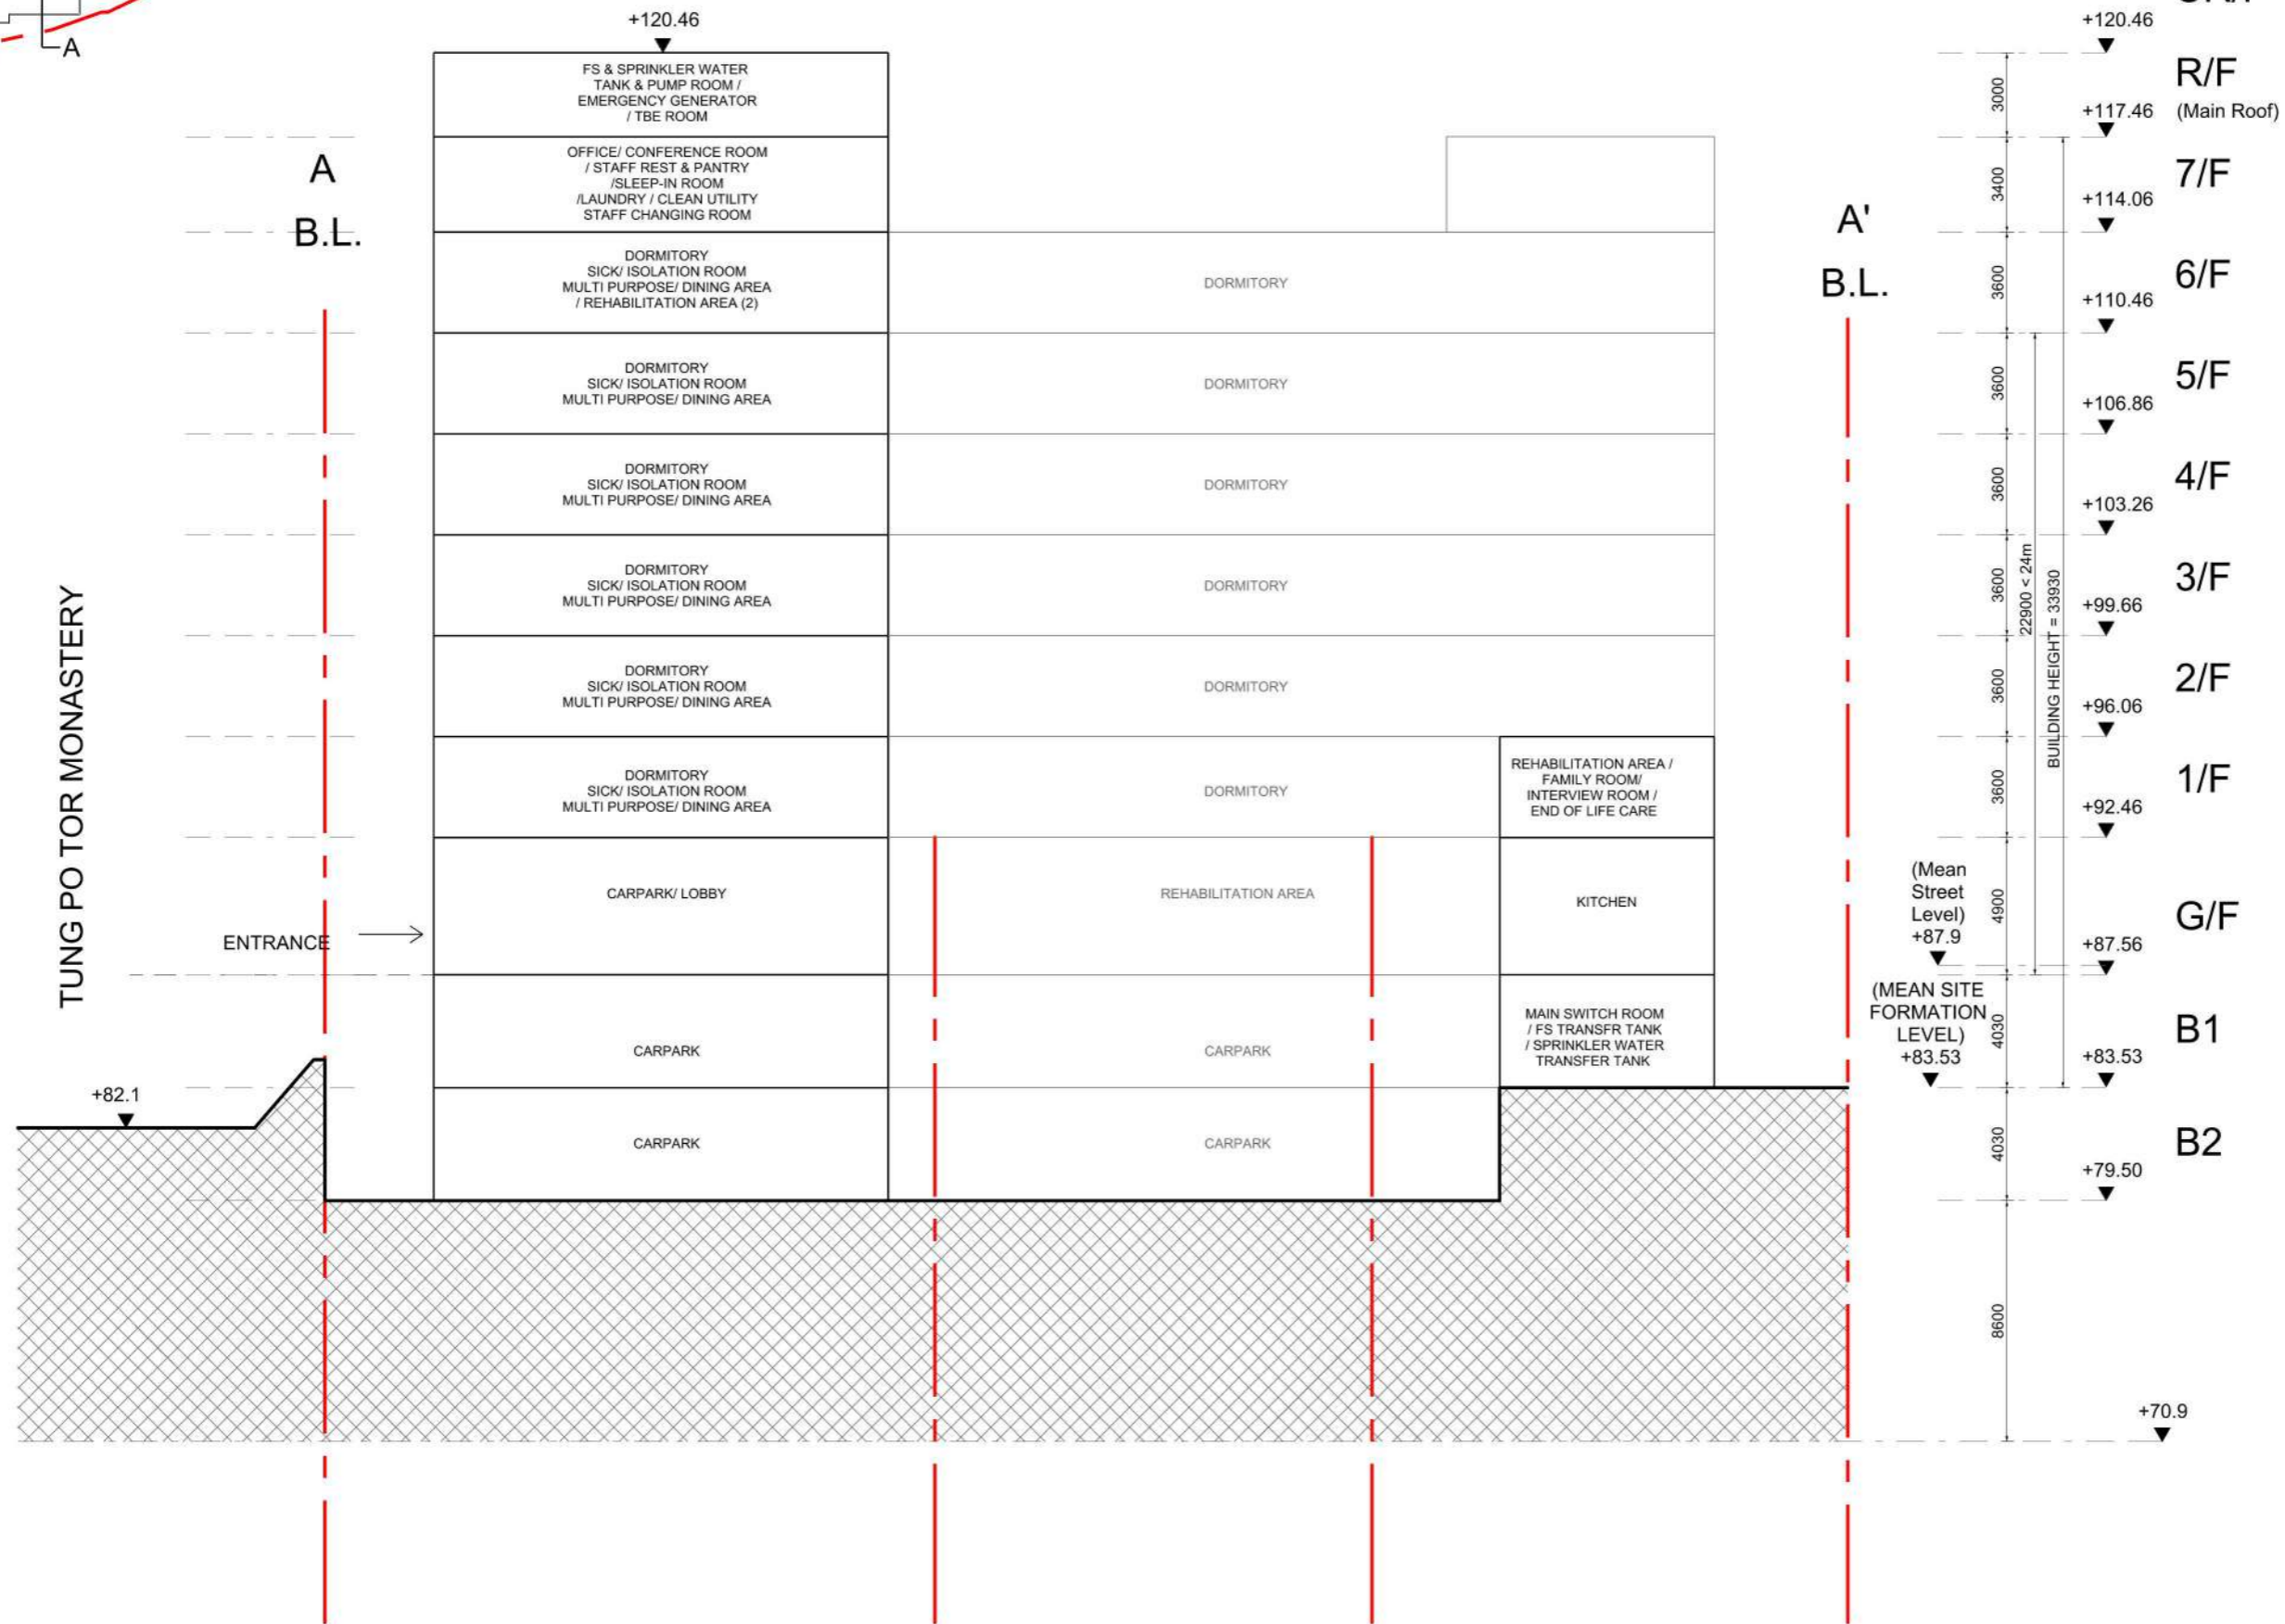 A
+120.46
FS & SPRINKLER WATER
TANK & PUMP ROOM /
EMERGENCY GENERATOR
/ TBE ROOM
OFFICE/ CONFERENCE ROOM
/ STAFF REST & PANTRY
/SLEEP-IN ROOM
/LAUNDRY / CLEAN UTILITY
STAFF CHANGING ROOM
A
B.L.
DORMITORY
SICK/ ISOLATION ROOM
MULTI PURPOSE/ DINING AREA
/ REHABILITATION AREA (2)
DORMITORY
DORMITORY
SICK/ ISOLATION ROOM
MULTI PURPOSE/ DINING AREA
DORMITORY
DORMITORY
SICK/ ISOLATION ROOM
MULTI PURPOSE/ DINING AREA
DORMITORY
DORMITORY
SICK/ ISOLATION ROOM
MULTI PURPOSE/ DINING AREA
DORMITORY
DORMITORY
SICK/ ISOLATION ROOM
MULTI PURPOSE/ DINING AREA
DORMITORY
DORMITORY
SICK/ ISOLATION ROOM
MULTI PURPOSE/ DINING AREA
DORMITORY
REHABILITATION AREA /
FAMILY ROOM/
INTERVIEW ROOM /
END OF LIFE CARE
CARPARK/ LOBBY
REHABILITATION AREA
KITCHEN
ENTRANCE
TUNG PO TOR MONASTERY
CARPARK
CARPARK
MAIN SWITCH ROOM
/ FS TRANSFR TANK
/ SPRINKLER WATER
TRANSFER TANK
+82.1
CARPARK
CARPARK
A'
B.L.
(Mean
Street
Level)
+87.9
(MEAN SITE
FORMATION
LEVEL)
+83.53
3000
3400
3600
3600
3600
3600
3600
3600
4900
4030
4030
8600
22900 < 24m
BUILDING HEIGHT = 33930
+120.46
R/F
+117.46 (Main Roof)
7/F
+114.06
6/F
+110.46
5/F
+106.86
4/F
+103.26
3/F
+99.66
2/F
+96.06
1/F
+92.46
G/F
+87.56
B1
+83.53
B2
+79.50
+70.9